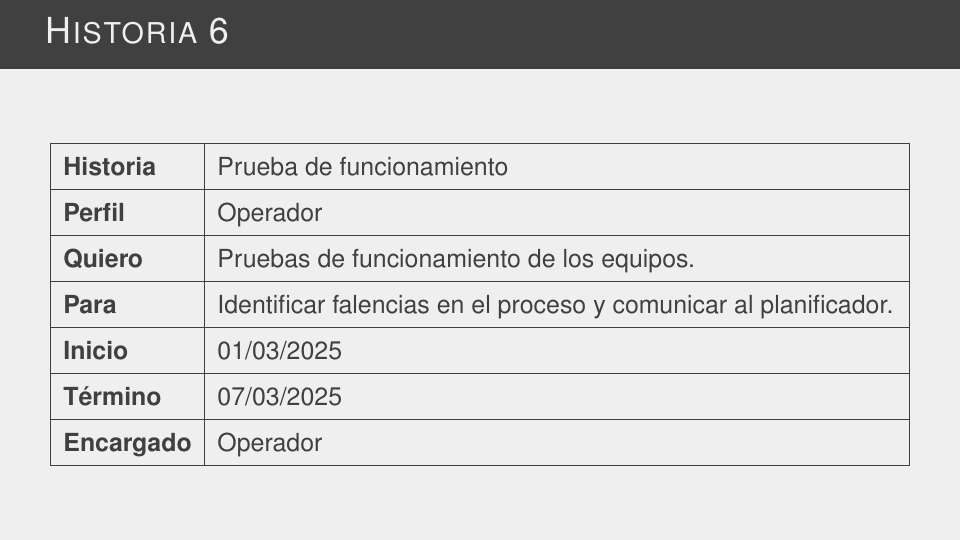 HISTORIA 6
Historia Prueba de funcionamiento
Perfil Operador
Quiero Pruebas de funcionamiento de los equipos.
Para Identificar falencias en el proceso y comunicar al planificador.
Inicio 01/03/2025
Término 07/03/2025
Encargado Operador